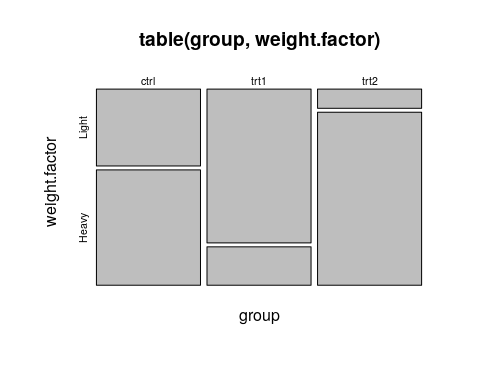 table(group, weight.factor)
ctrl trt1 trt2
Light
Heavy
weight.factor
group